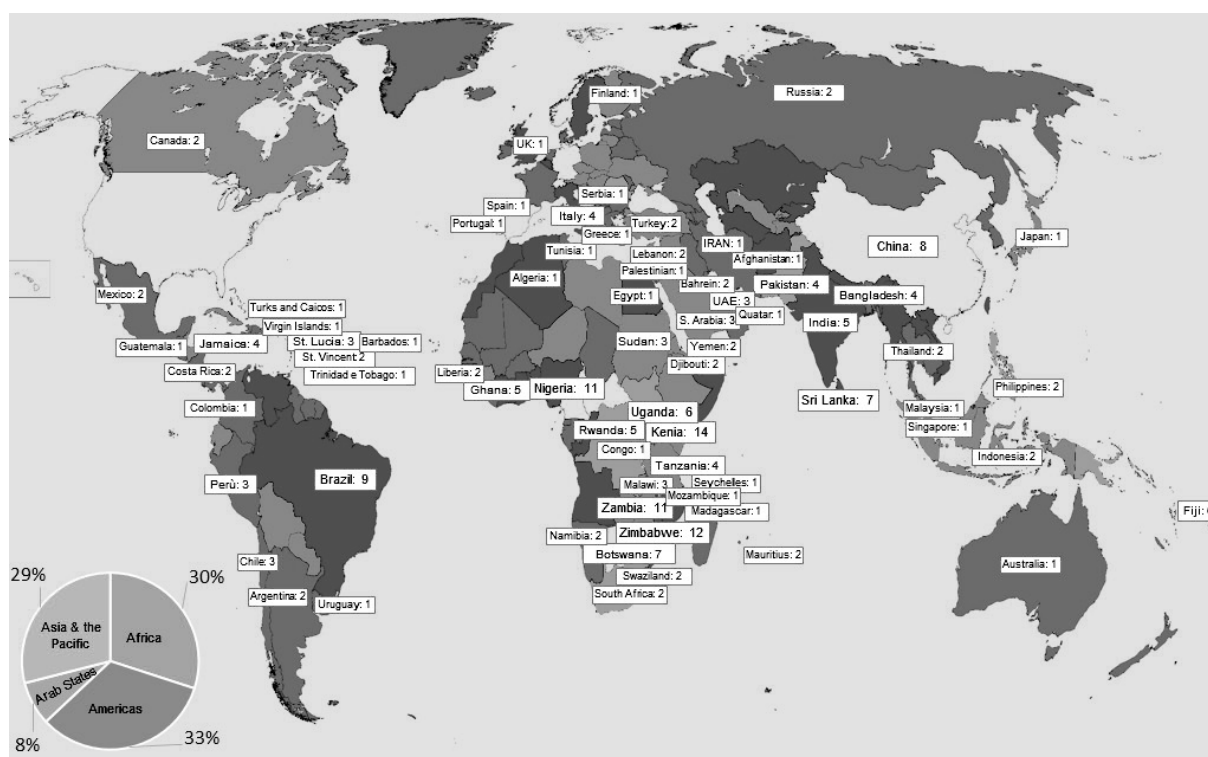 Finland: 1
Russia: 2
Canada: 2
UK: 1
Serbia: 1
Spain: 1
Italy: 4
Portugal: 1
Turkey: 2
Greece: 1
Japan: 1
Tunisia: 1
Lebanon: 2
IRAN: 1
China: 8
Afghanistan: 1
Algeria: 1
Palestinian: 1
Bahrein: 2
Pakistan: 4
Mexico: 2
Egypt: 1
UAE: 3
Bangladesh: 4
Turks and Caicos: 1
Quatar: 1
S. Arabia: 3
India: 5
Virgin Islands: 1
Guatemala: 1
Jamaica: 4
St. Lucia: 3
Barbados: 1
Sudan: 3
Yemen: 2
Thailand: 2
St. Vincent: 2
Djibouti: 2
Costa Rica: 2
Trinidad e Tobago: 1
Liberia: 2
Ghana: 5
Nigeria: 11
Philippines: 2
Sri Lanka: 7
Colombia: 1
Uganda: 6
Malaysia: 1
Rwanda: 5
Kenia: 14
Singapore: 1
Congo: 1
Indonesia: 2
Tanzania: 4
Brazil: 9
Perù: 3
Malawi: 3
Seychelles: 1
Mozambique: 1
Zambia: 11
Madagascar: 1
Fiji:
Zimbabwe: 12
Namibia: 2
Botswana: 7
Mauritius: 2
Chile: 3
Australia: 1
Swaziland: 2
South Africa: 2
Argentina: 2
Uruguay: 1
29%
30%
Asia & the
Pacific
Africa
Arab States
Americas
8%
33%